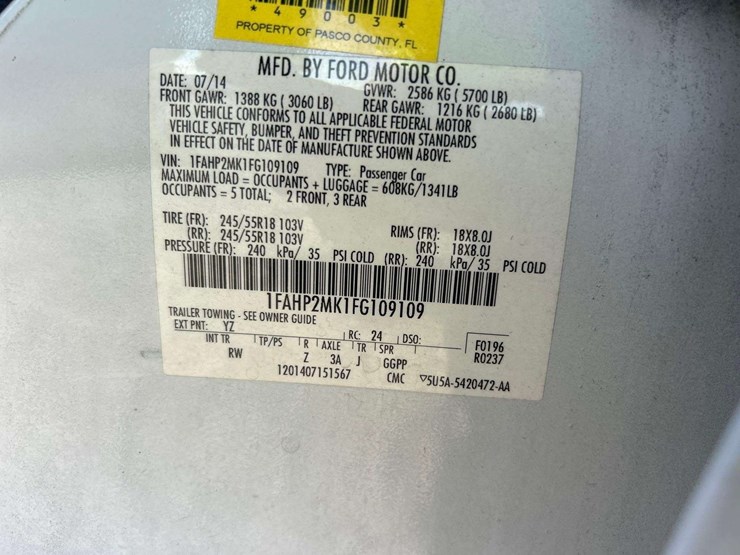 * 4 9 0 0 3 *
PROPERTY OF PASCO COUNTY, FL
MFD. BY FORD MOTOR CO.
DATE: 07/14 GVWR: 2586 KG ( 5700 LB)
FRONT GAWR: 1388 KG ( 3060 LB) REAR GAWR: 1216 KG ( 2680 LB)
THIS VEHICLE CONFORMS TO ALL APPLICABLE FEDERAL MOTOR
VEHICLE SAFETY, BUMPER, AND THEFT PREVENTION STANDARDS
IN EFFECT ON THE DATE OF MANUFACTURE SHOWN ABOVE.
VIN: 1FAHP2MK1FG109109 TYPE: Passenger Car
MAXIMUM LOAD = OCCUPANTS + LUGGAGE = 608KG/1341LB
OCCUPANTS = 5 TOTAL; 2 FRONT, 3 REAR
TIRE (FR): 245/55R18 103V RIMS (FR): 18X8.0J
(RR): 245/55R18 103V (RR): 18X8.0J
PRESSURE (FR): 240 kPa/ 35 PSI COLD (RR): 240 kPa/ 35 PSI COLD
1FAHP2MK1FG109109
TRAILER TOWING - SEE OWNER GUIDE
EXT PNT: YZ RC: 24 DSO: F0196
INT TR TP/PS R AXLE TR SPR R0237
RW Z 3A J GGPP
1201407151567 CMC ▽5U5A-5420472-AA